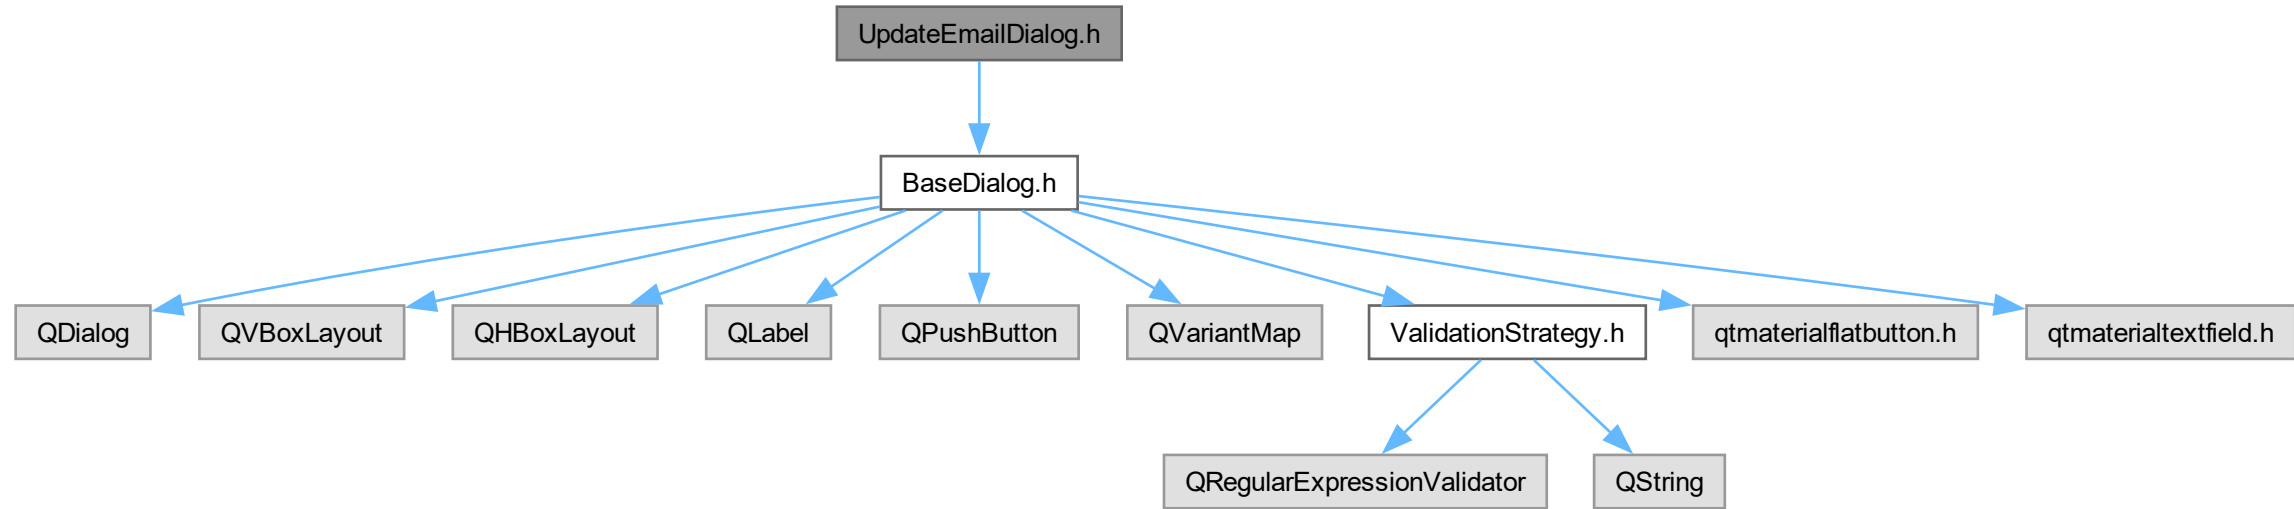 UpdateEmailDialog.h
BaseDialog.h
QDialog
QVBoxLayout
QHBoxLayout
QLabel
QPushButton
QVariantMap
ValidationStrategy.h
qtmaterialflatbutton.h
qtmaterialtextfield.h
QRegularExpressionValidator
QString